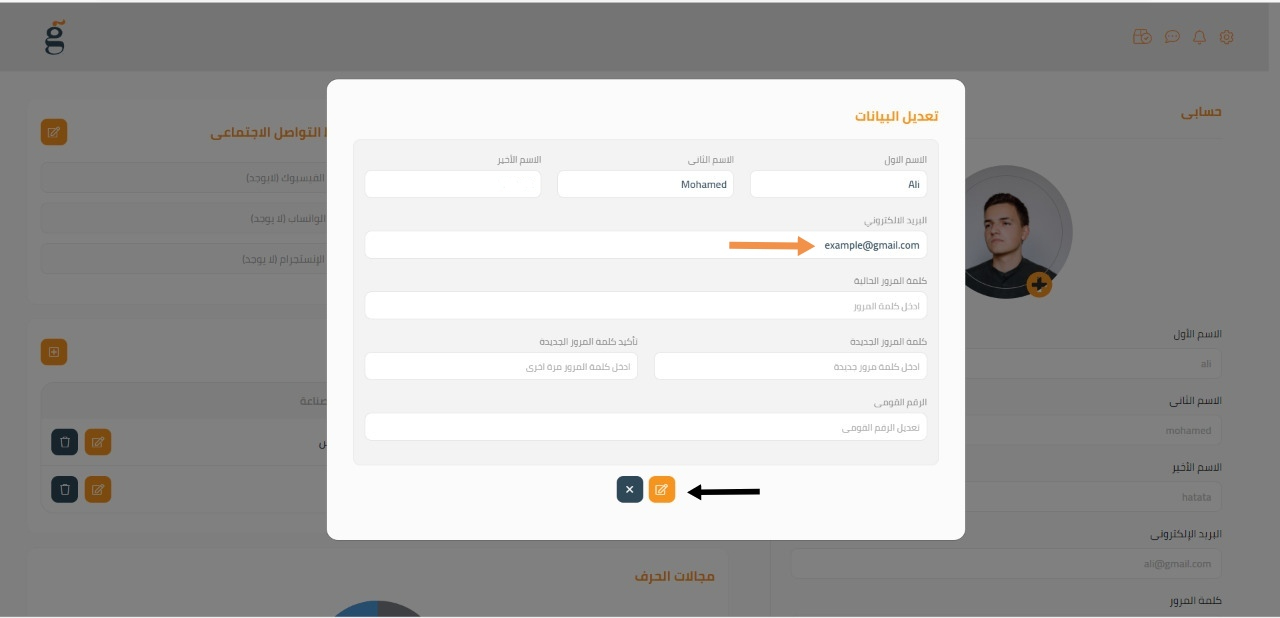 حسابى
الاسم الأول
ali
الاسم الثانى
mohamed
الاسم الأخير
hatata
البريد الإلكترونى
ali@gmail.com
كلمة المرور
تعديل البيانات
الاسم الاول
الاسم الثانى
الاسم الأخير
Ali
Mohamed
البريد الالكتروني
example@gmail.com
كلمة المرور الحالية
ادخل كلمة المرور
كلمة المرور الجديدة
تأكيد كلمة المرور الجديدة
ادخل كلمة مرور جديدة
ادخل كلمة المرور مرة اخرى
الرقم القومى
تعديل الرقم القومى
التواصل الاجتماعى
الفيسبوك (لايوجد)
الواتساب (لا يوجد)
الإنستجرام (لا يوجد)
مجالات الحرف